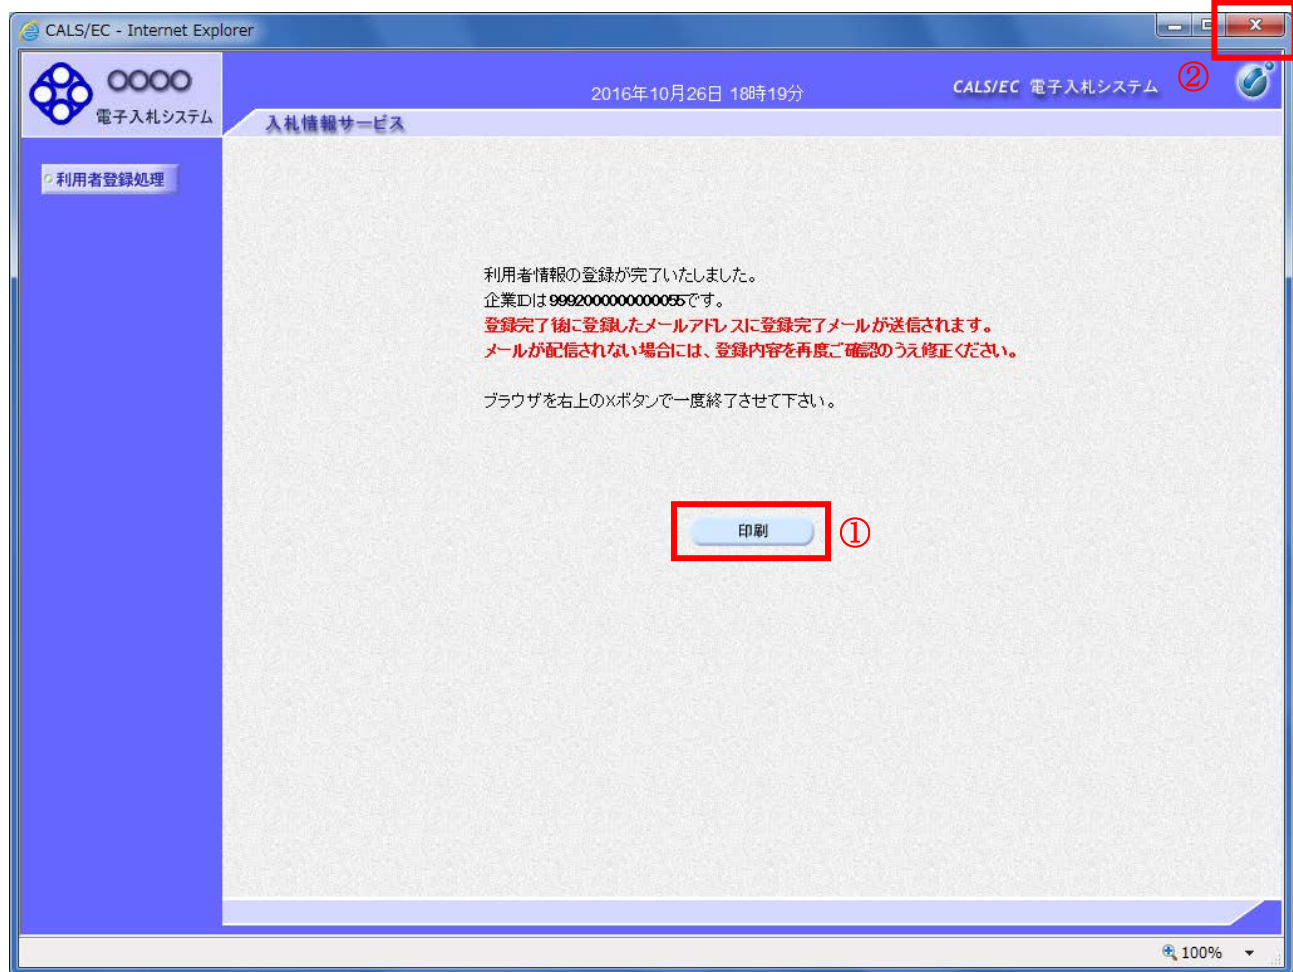 CALS/EC - Internet Explorer
〇〇〇〇
電子入札システム
2016年10月26日 18時19分
CALS/EC 電子入札システム
②
入札情報サービス
利用者登録処理
利用者情報の登録が完了いたしました。
企業IDは9992000000000055です。
登録完了後に登録したメールアドレスに登録完了メールが送信されます。
メールが配信されない場合には、登録内容を再度ご確認のうえ修正ください。
ブラウザを右上の×ボタンで一度終了させて下さい。
印刷
①
100%